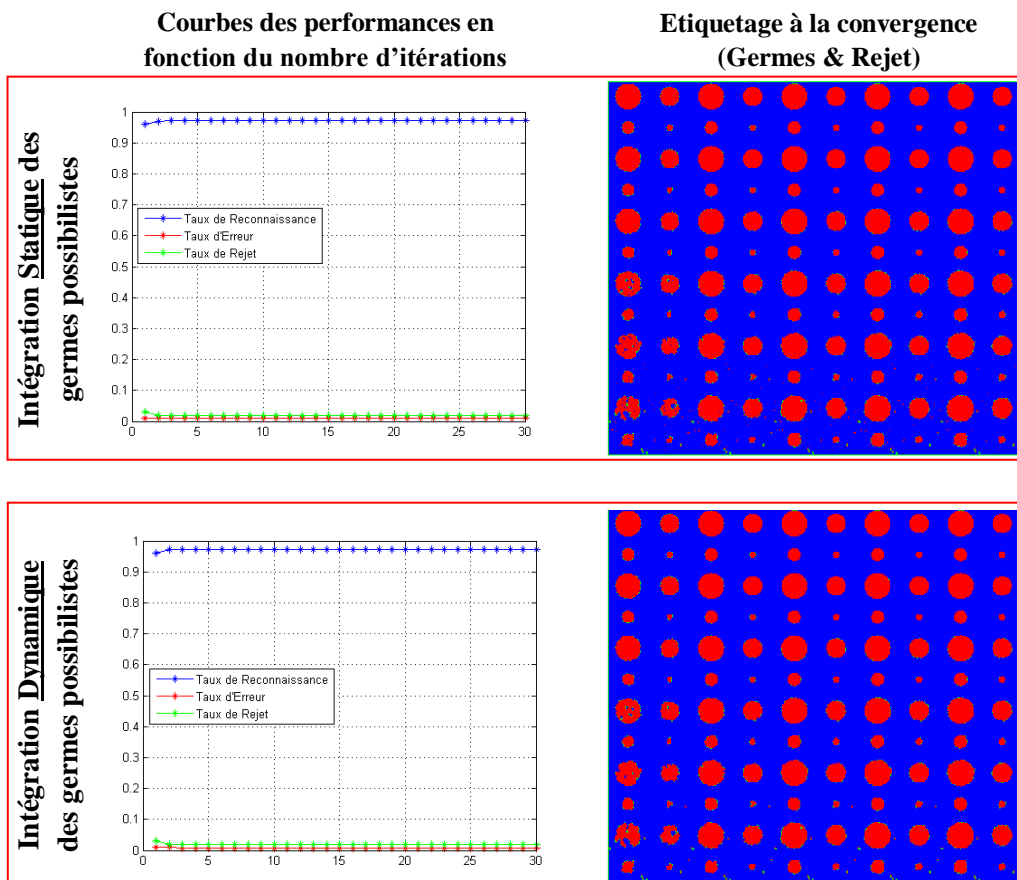 Courbes des performances en
fonction du nombre d'itérations
Etiquetage à la convergence
(Germes & Rejet)
Intégration Statique des
germes possibilistes
1
0.9
0.8
0.7
0.6
0.5
0.4
0.3
0.2
0.1
0
0 5 10 15 20 25 30
Taux de Reconnaissance
Taux d'Erreur
Taux de Rejet
Intégration Dynamique
des germes possibilistes
1
0.9
0.8
0.7
0.6
0.5
0.4
0.3
0.2
0.1
0
0 5 10 15 20 25 30
Taux de Reconnaissance
Taux d'Erreur
Taux de Rejet